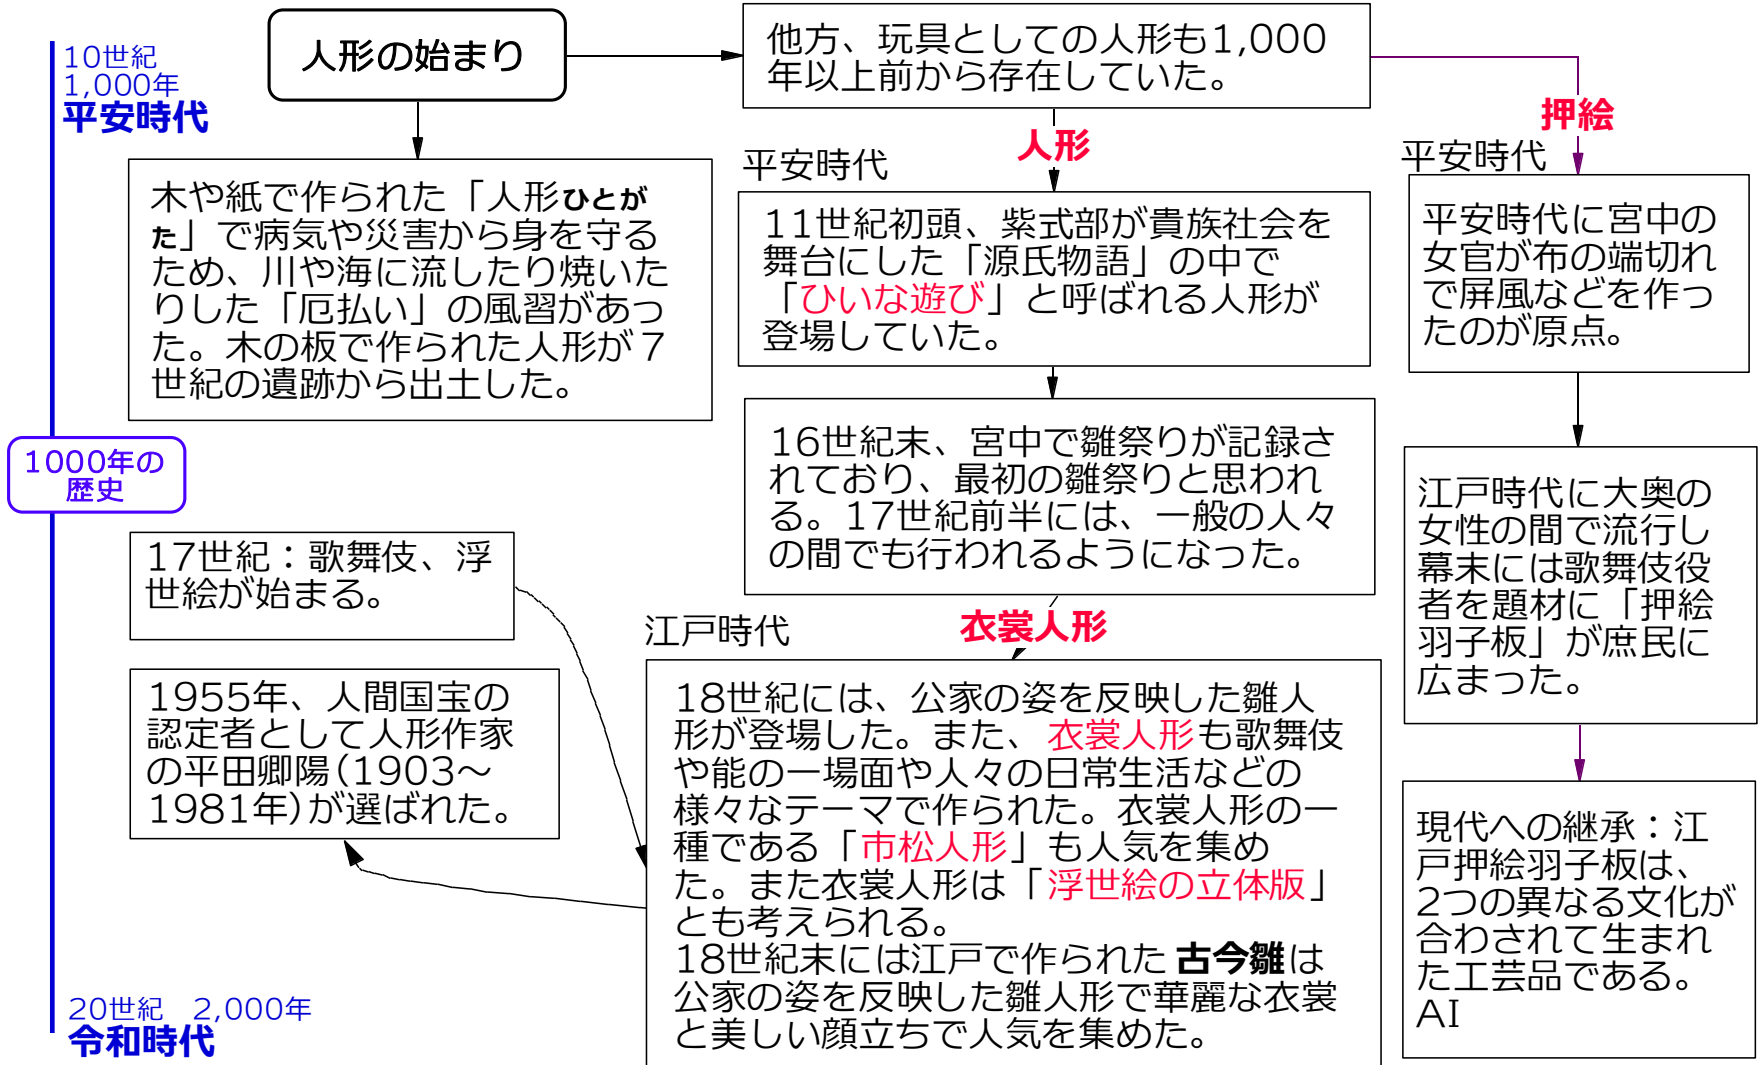 10世紀
1,000年
平安時代
1000年の
歴史
20世紀　2,000年
令和時代
人形の始まり
木や紙で作られた「人形ひとが
た」で病気や災害から身を守る
ため、川や海に流したり焼いた
りした「厄払い」の風習があっ
た。木の板で作られた人形が７
世紀の遺跡から出土した。
他方、玩具としての人形も1,000
年以上前から存在していた。
人形
平安時代
11世紀初頭、紫式部が貴族社会を
舞台にした「源氏物語」の中で
「ひいな遊び」と呼ばれる人形が
登場していた。
16世紀末、宮中で雛祭りが記録さ
れており、最初の雛祭りと思われ
る。17世紀前半には、一般の人々
の間でも行われるようになった。
17世紀：歌舞伎、浮
世絵が始まる。
1955年、人間国宝の
認定者として人形作家
の平田郷陽(1903～
1981年)が選ばれた。
江戸時代
衣裳人形
18世紀には、公家の姿を反映した雛人
形が登場した。また、衣裳人形も歌舞伎
や能の一場面や人々の日常生活などの
様々なテーマで作られた。衣裳人形の一
種である「市松人形」も人気を集め
た。また衣裳人形は「浮世絵の立体版」
とも考えられる。
18世紀末には江戸で作られた 古今雛は
公家の姿を反映した雛人形で華麗な衣裳
と美しい顔立ちで人気を集めた。
押絵
平安時代
平安時代に宮中の
女官が布の端切れ
で屏風などを作っ
たのが原点。
江戸時代に大奥の
女性の間で流行し
幕末には歌舞伎役
者を題材に「押絵
羽子板」が庶民に
広まった。
現代への継承：江
戸押絵羽子板は、
2つの異なる文化が
合わされて生まれ
た工芸品である。
AI